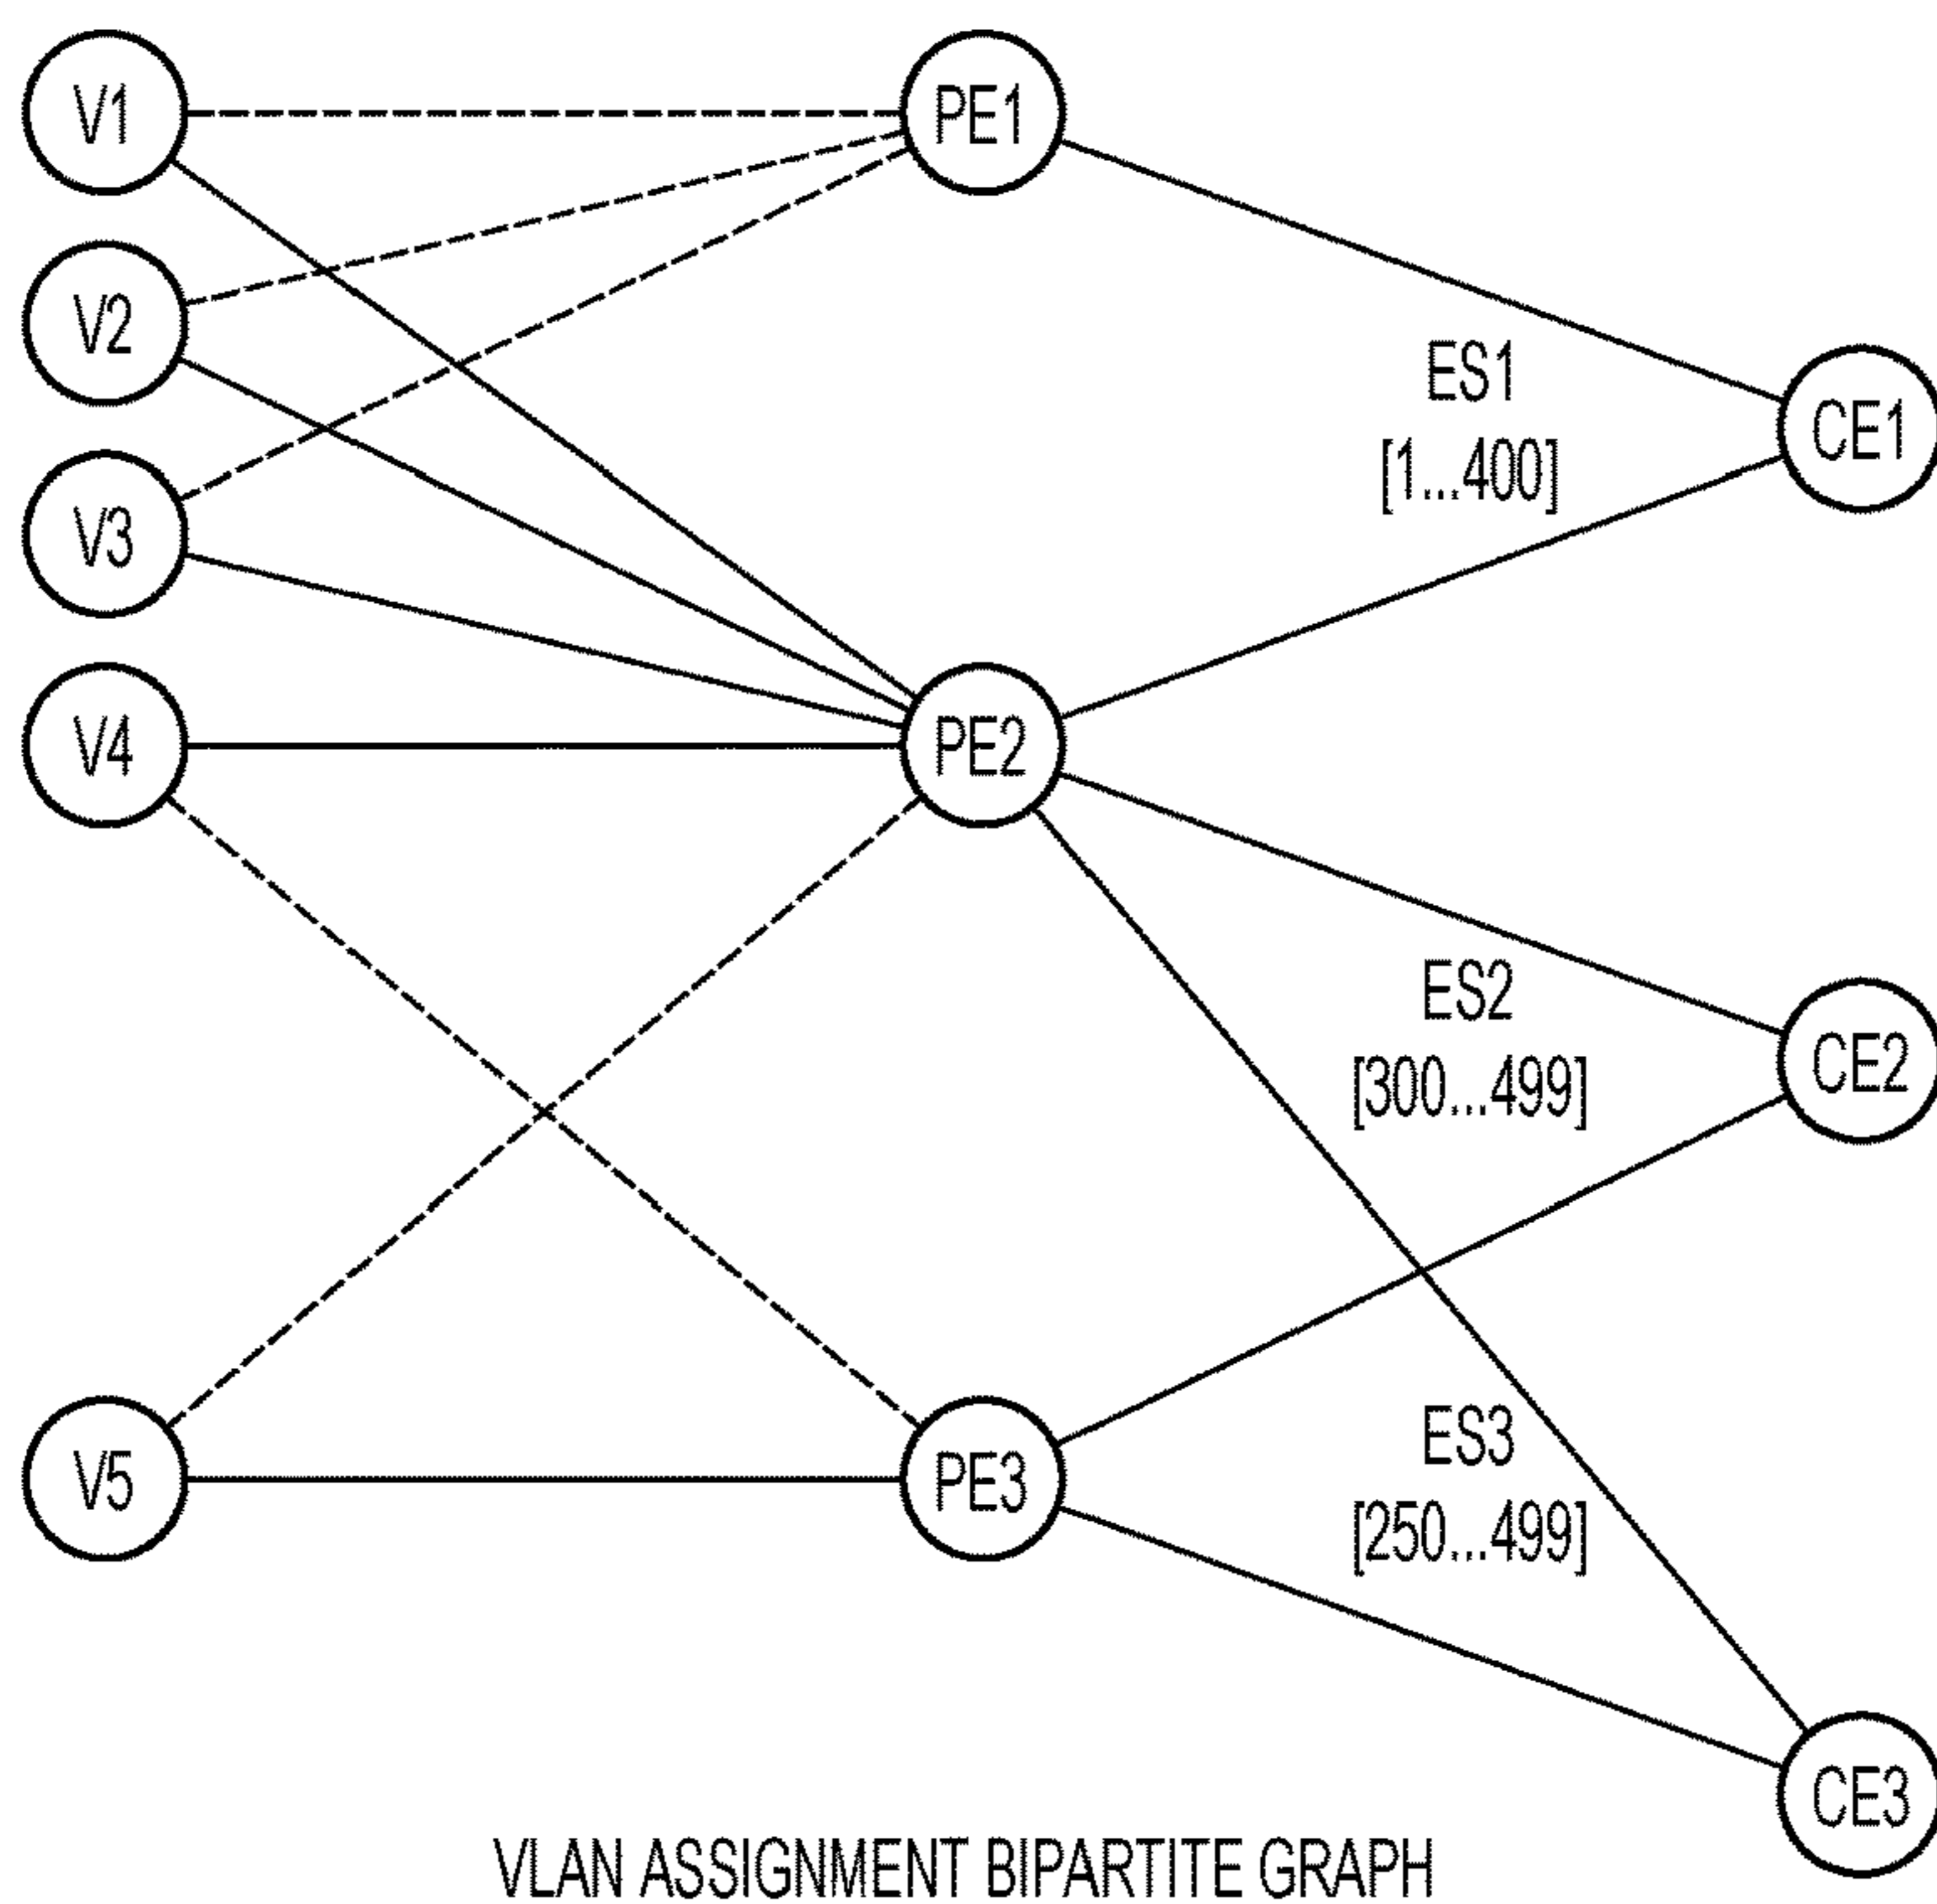 V1
PE1
V2
ES1
[1...400]
CE1
V3
V4
PE2
ES2
[300...499]
CE2
V5
PE3
ES3
[250...499]
CE3
VLAN ASSIGNMENT BIPARTITE GRAPH